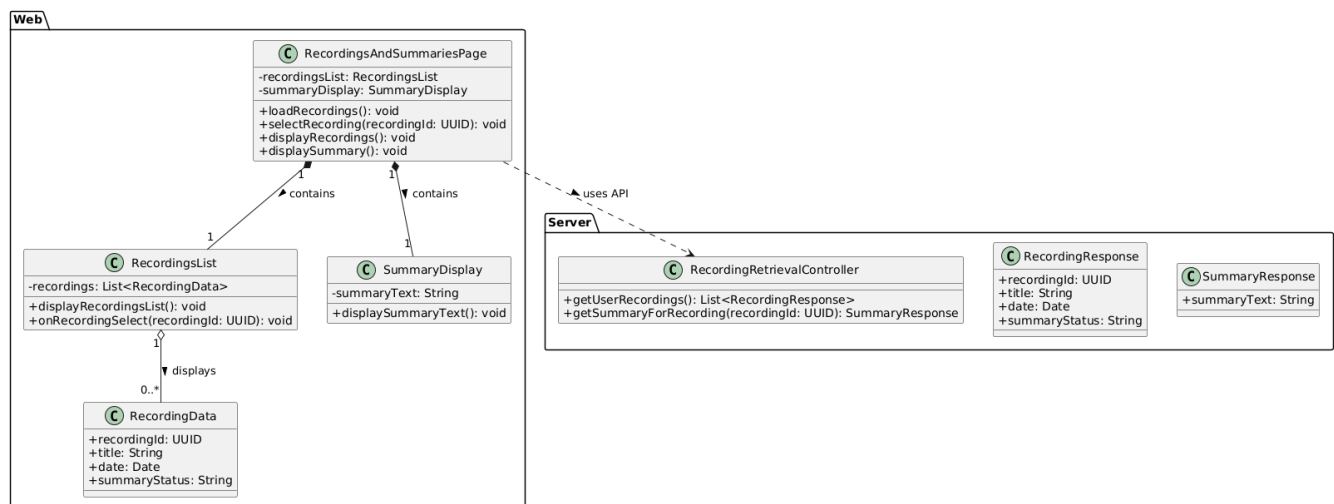 Web
C RecordingsAndSummariesPage
-recordingsList: RecordingsList
-summaryDisplay: SummaryDisplay
+loadRecordings(): void
+selectRecording(recordingId: UUID): void
+displayRecordings(): void
+displaySummary(): void
1
1
contains
contains
uses API
1
1
C RecordingsList
-recordings: List<RecordingData>
+displayRecordingsList(): void
+onRecordingSelect(recordingId: UUID): void
C SummaryDisplay
-summaryText: String
+displaySummaryText(): void
1
displays
0..*
C RecordingData
+recordingId: UUID
+title: String
+date: Date
+summaryStatus: String
Server
C RecordingRetrievalController
+getUserRecordings(): List<RecordingResponse>
+getSummaryForRecording(recordingId: UUID): SummaryResponse
C RecordingResponse
+recordingId: UUID
+title: String
+date: Date
+summaryStatus: String
C SummaryResponse
+summaryText: String